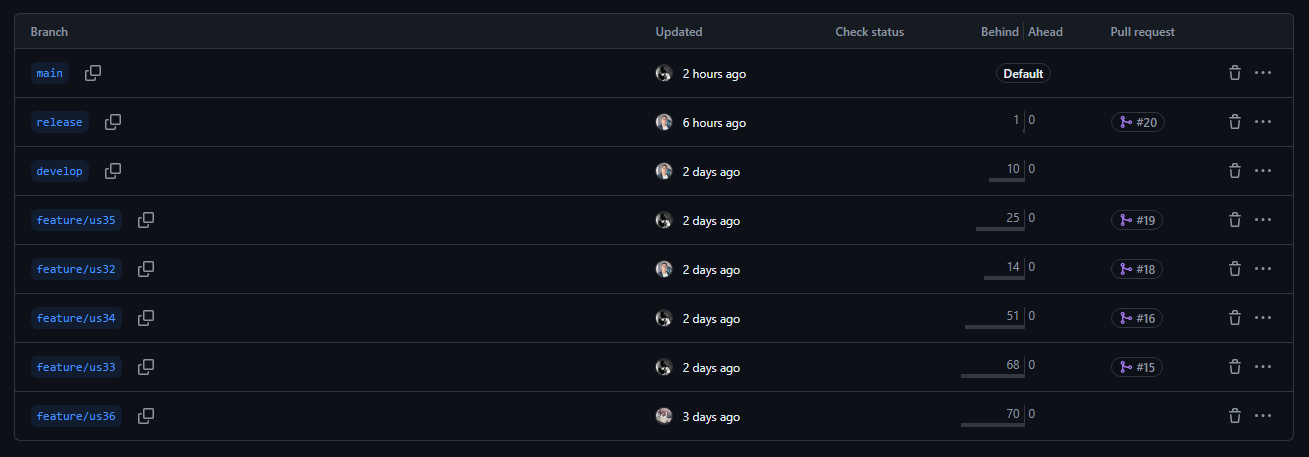 Branch Updated Check status Behind Ahead Pull request
main 2 hours ago Default
release 6 hours ago 1 0 #20
develop 2 days ago 10 0
feature/us35 2 days ago 25 0 #19
feature/us32 2 days ago 14 0 #18
feature/us34 2 days ago 51 0 #16
feature/us33 2 days ago 68 0 #15
feature/us36 3 days ago 70 0